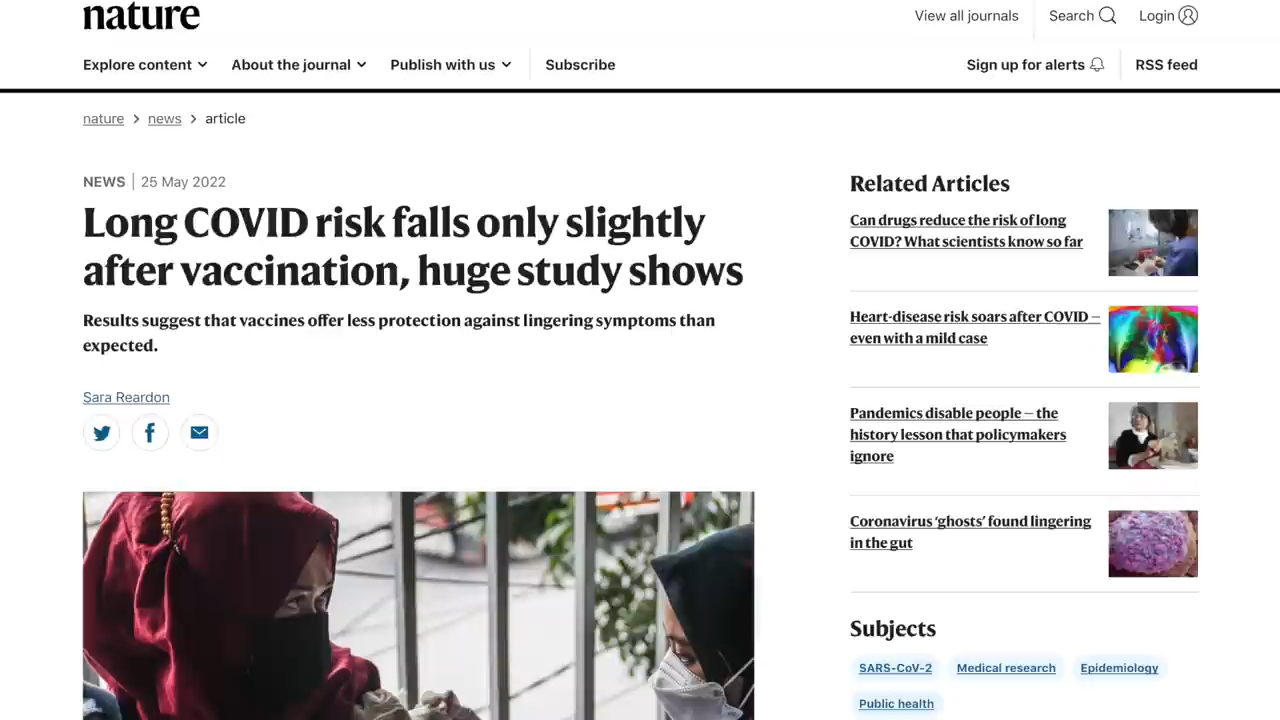 nature
View all journals
Search
Login
Explore content
About the journal
Publish with us
Subscribe
Sign up for alerts
RSS feed
nature > news > article
NEWS | 25 May 2022
Long COVID risk falls only slightly
after vaccination, huge study shows
Results suggest that vaccines offer less protection against lingering symptoms than
expected.
Sara Reardon
Related Articles
Can drugs reduce the risk of long
COVID? What scientists know so far
Heart-disease risk soars after COVID —
even with a mild case
Pandemics disable people — the
history lesson that policymakers
ignore
Coronavirus ‘ghosts’ found lingering
in the gut
Subjects
SARS-CoV-2
Medical research
Epidemiology
Public health